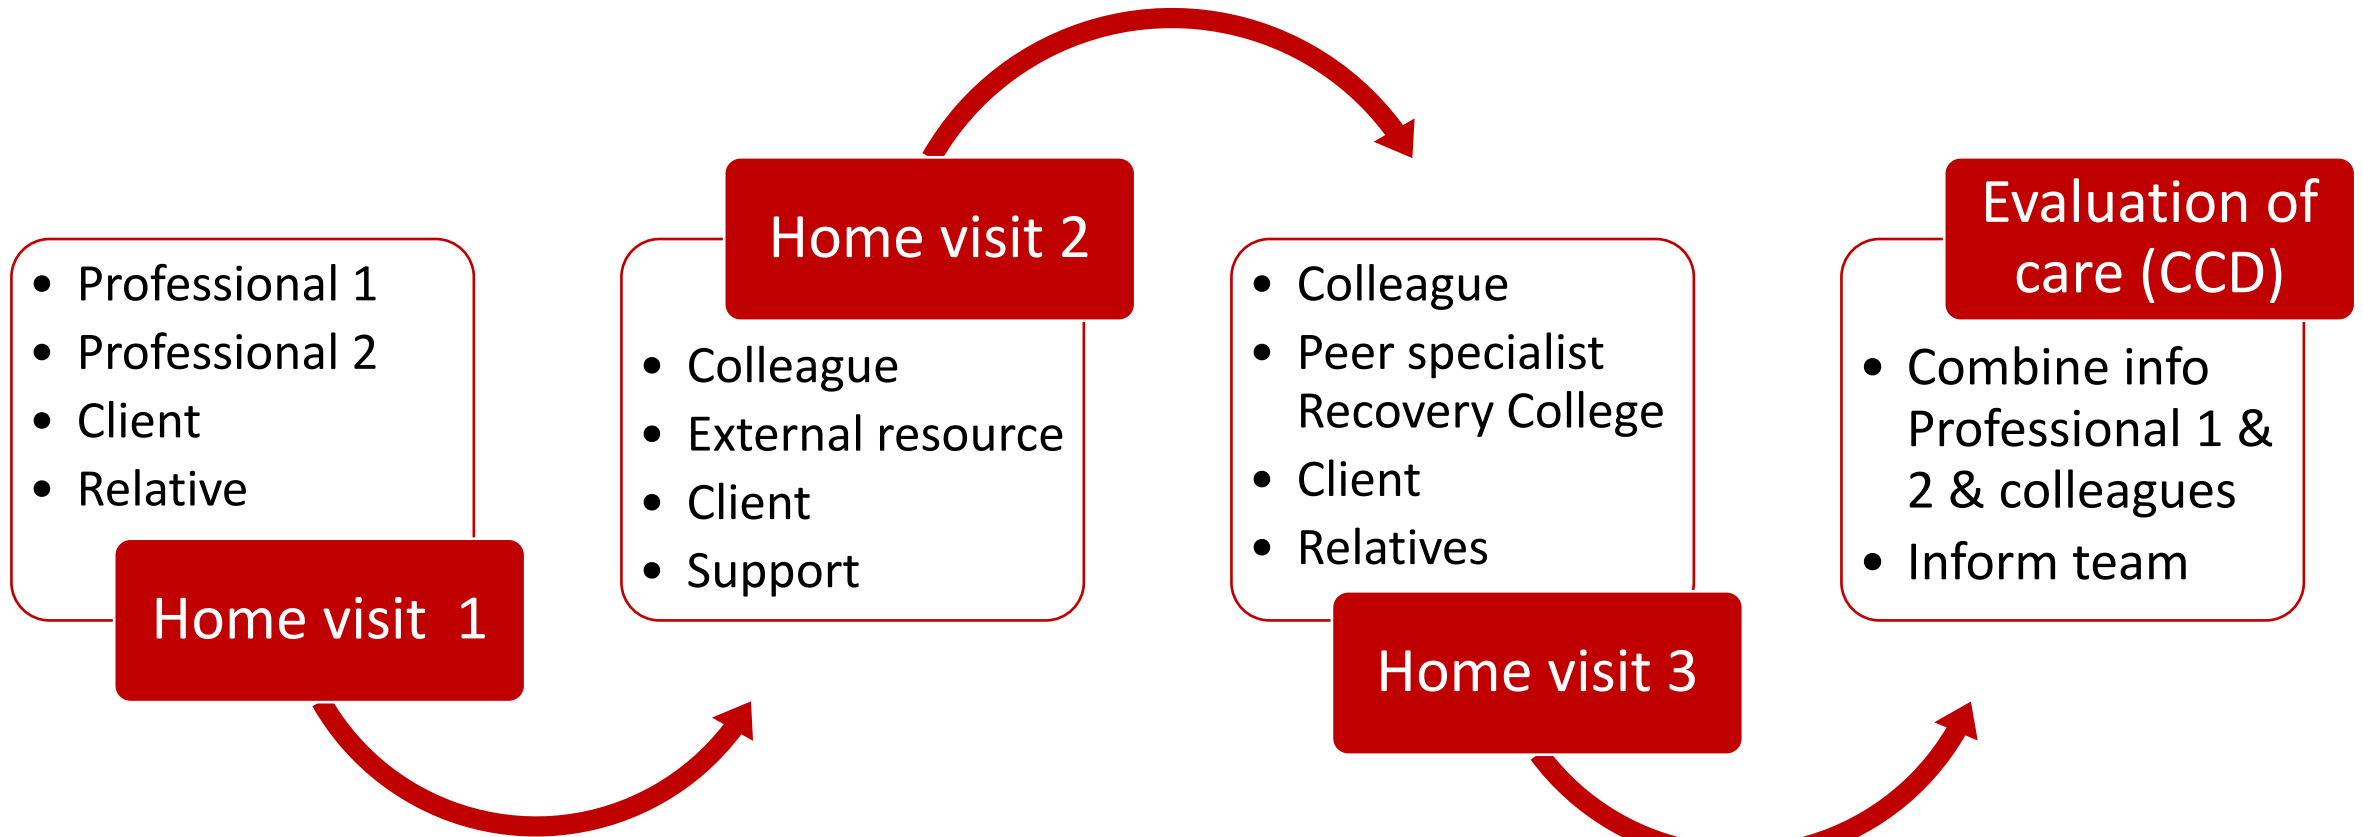 • Professional 1
• Professional 2
• Client
• Relative
Home visit  1
Home visit 2
• Colleague
• External resource
• Client
• Support
• Colleague
• Peer specialist
Recovery College
• Client
• Relatives
Home visit 3
Evaluation of
care (CCD)
• Combine info
Professional 1 &
2 & colleagues
• Inform team